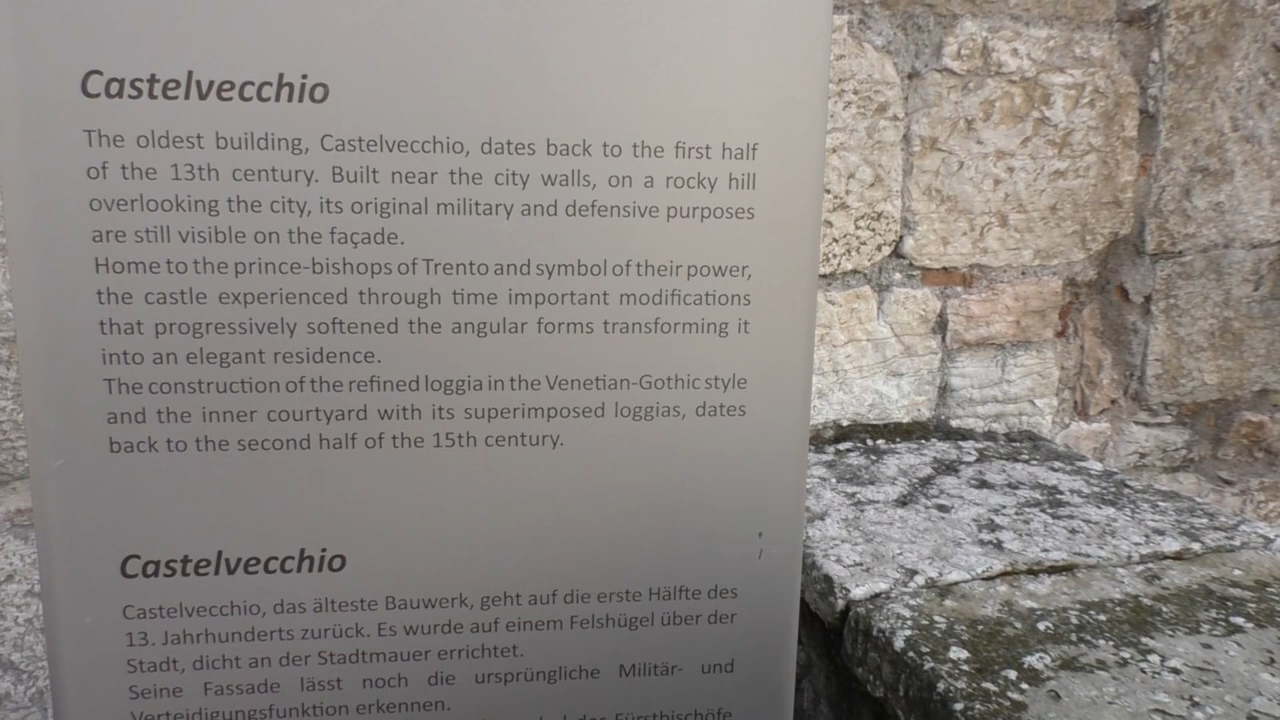 Castelvecchio
The oldest building, Castelvecchio, dates back to the first half
of the 13th century. Built near the city walls, on a rocky hill
overlooking the city, its original military and defensive purposes
are still visible on the façade.
Home to the prince-bishops of Trento and symbol of their power,
the castle experienced through time important modifications
that progressively softened the angular forms transforming it
into an elegant residence.
The construction of the refined loggia in the Venetian-Gothic style
and the inner courtyard with its superimposed loggias, dates
back to the second half of the 15th century.
Castelvecchio
Castelvecchio, das älteste Bauwerk, geht auf die erste Hälfte des
13. Jahrhunderts zurück. Es wurde auf einem Felshügel über der
Stadt, dicht an der Stadtmauer errichtet.
Seine Fassade lässt noch die ursprüngliche Militär- und
Verteidigungsfunktion erkennen.
der Fürstbischöfe